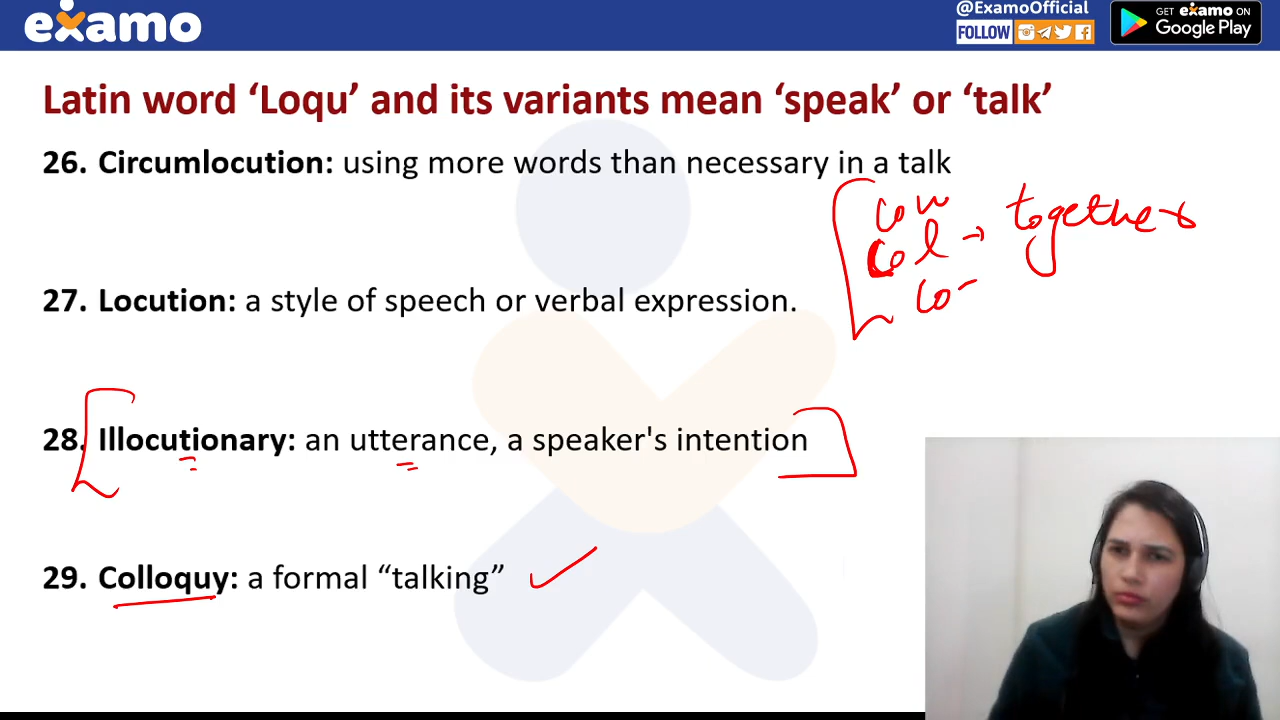 examo
@ExamoOfficial
FOLLOW
GET examo ON
Google Play
Latin word ‘Loqu’ and its variants mean ‘speak’ or ‘talk’
26. Circumlocution: using more words than necessary in a talk
con
col → together
co
27. Locution: a style of speech or verbal expression.
28. Illocutionary: an utterance, a speaker's intention
29. Colloquy: a formal “talking”